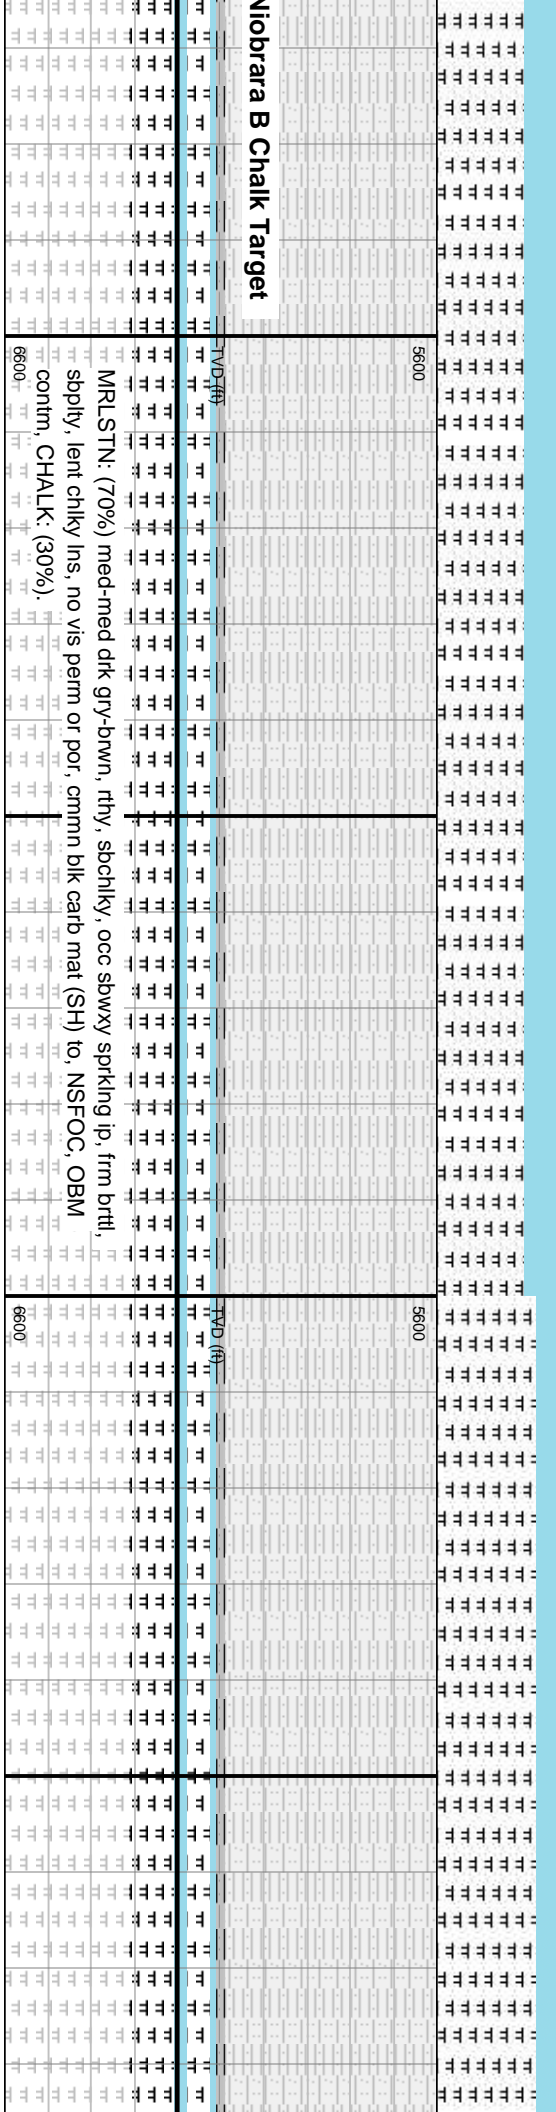 Niobrara B Chalk Target
5600
TVD (ft)
6600
MRLSTN: (70%) med-med drk gry-brwn, rthy, sbchlky, occ sbwxy sprklng ip, frm brttl,
sbplty, lent chlky lns, no vis perm or por, cmmn blk carb mat (SH) to, NSFOC, OBM
contm, CHALK: (30%).
5600
TVD (ft)
6600